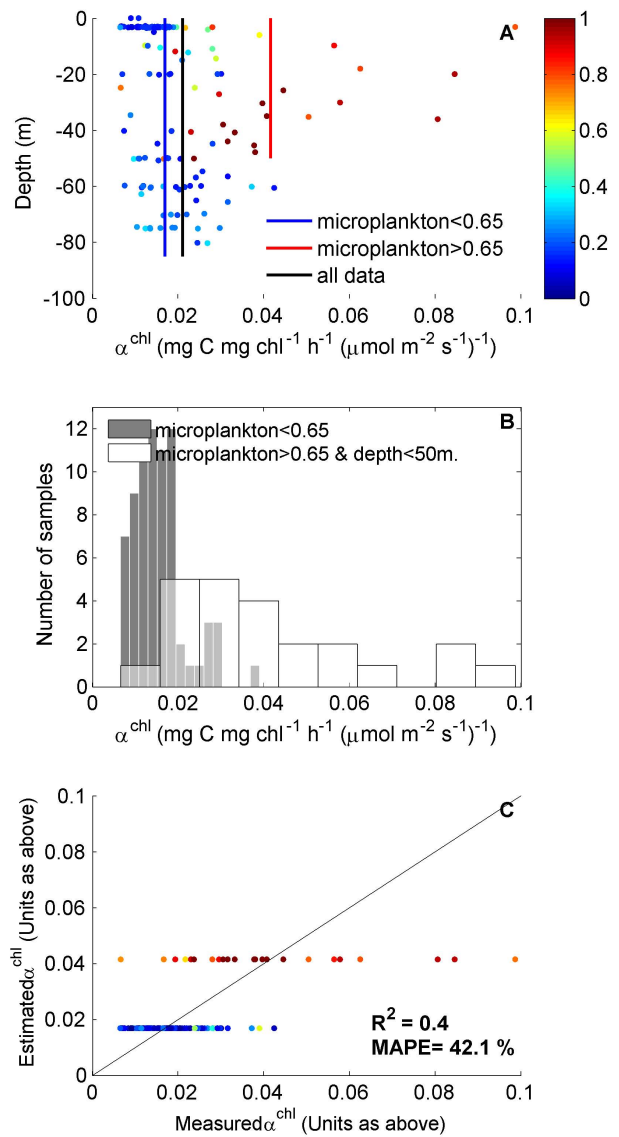 A
0
-20
-40
-60
-80
-100
Depth (m)
0 0.02 0.04 0.06 0.08 0.1
α^chl (mg C mg chl^-1 h^-1 (μmol m^-2 s^-1)^-1)
microplankton<0.65
microplankton>0.65
all data
1
0.8
0.6
0.4
0.2
0
B
microplankton<0.65
microplankton>0.65 & depth<50m.
12
10
8
6
4
2
0
Number of samples
0 0.02 0.04 0.06 0.08 0.1
α^chl (mg C mg chl^-1 h^-1 (μmol m^-2 s^-1)^-1)
C
0.1
0.08
0.06
0.04
0.02
0
Estimatedα^chl (Units as above)
R^2 = 0.4
MAPE= 42.1 %
0 0.02 0.04 0.06 0.08 0.1
Measuredα^chl (Units as above)